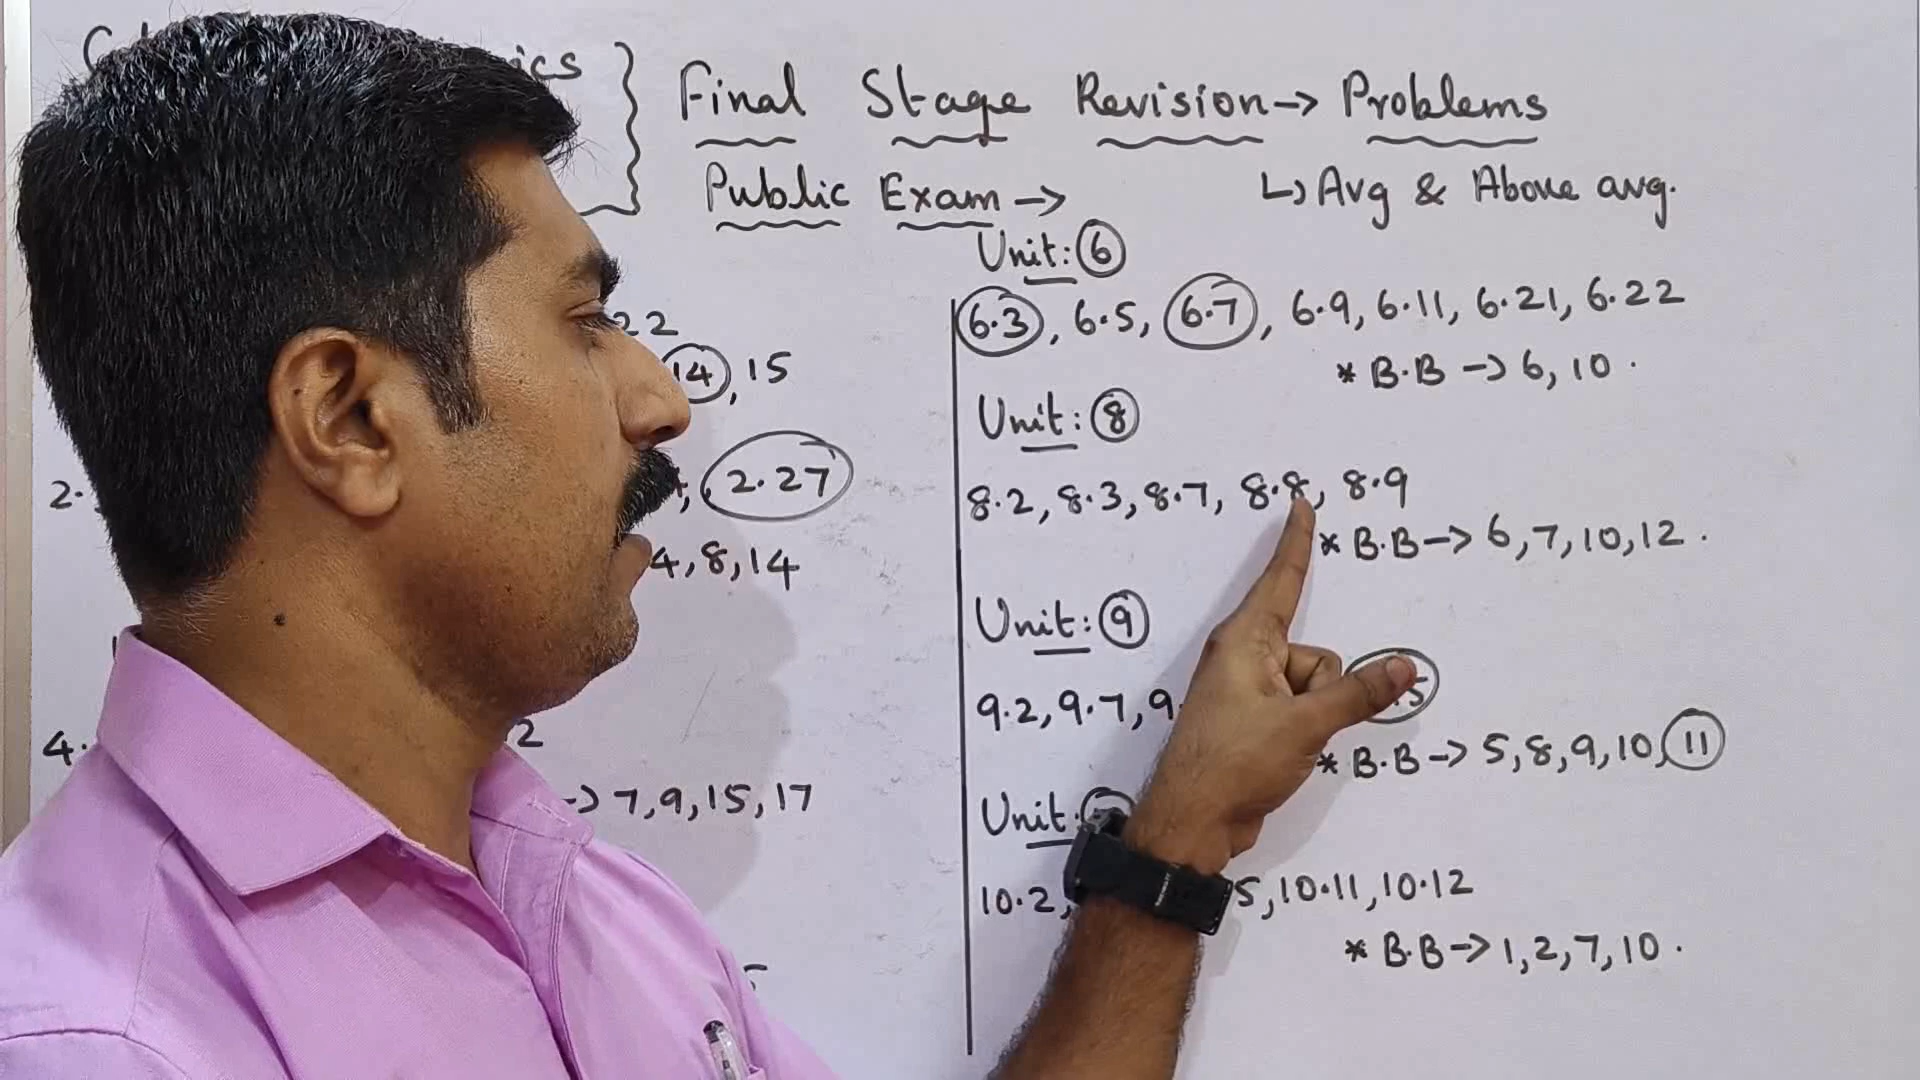 Final Stage Revision → Problems
Public Exam → ↳ Avg & Above avg.
22
14, 15
2. 2.27
4, 8, 14
4. 2
→ 7, 9, 15, 17
5
Unit: 6
6.3, 6.5, 6.7, 6.9, 6.11, 6.21, 6.22
* B.B → 6, 10.
Unit: 8
8.2, 8.3, 8.7, 8.8, 8.9
* B.B → 6, 7, 10, 12.
Unit: 9
9.2, 9.7, 9. .5
* B.B → 5, 8, 9, 10, 11
Unit:
10.2, 5, 10.11, 10.12
* B.B → 1, 2, 7, 10.